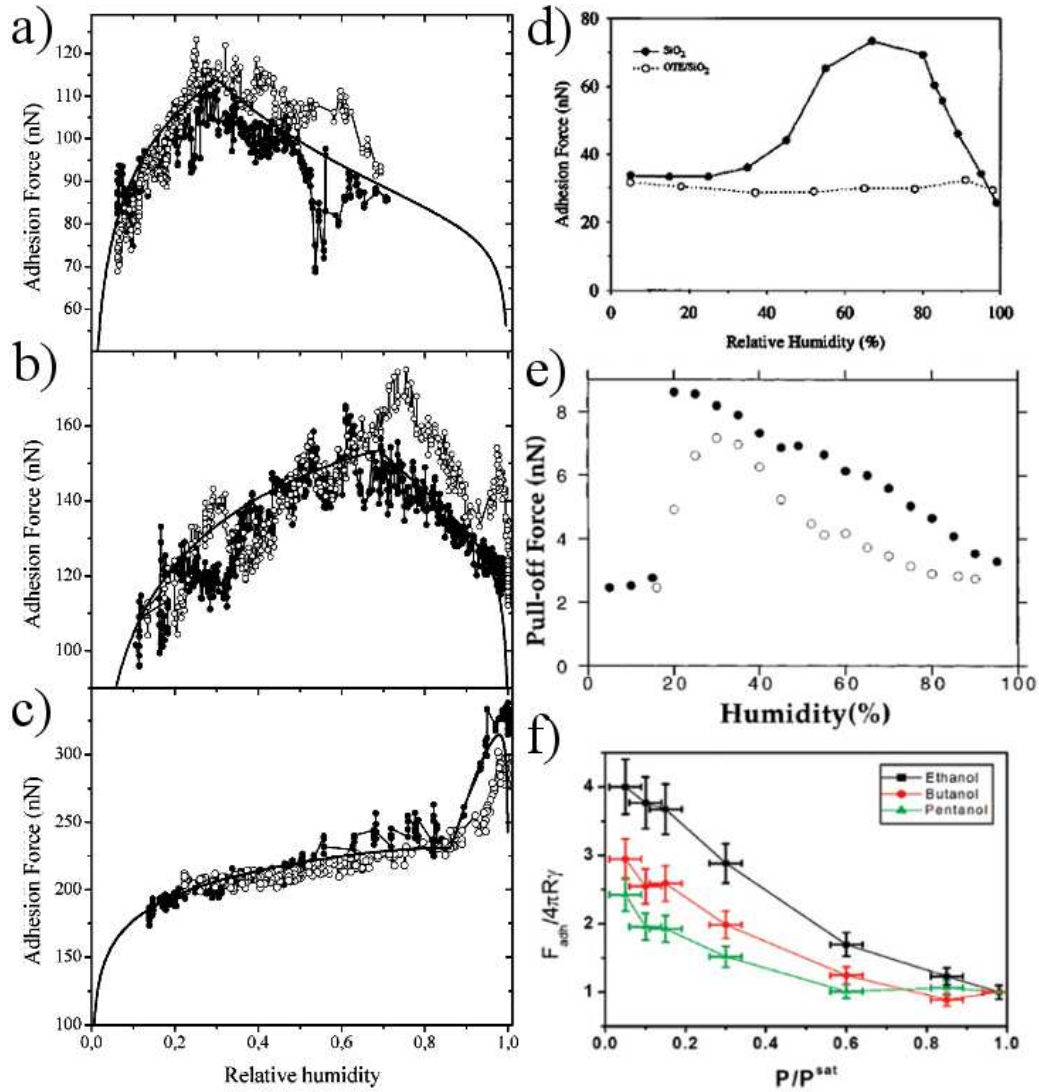 a)
120
110
100
90
80
70
60
Adhesion Force (nN)
b)
160
140
120
100
Adhesion Force (nN)
c)
300
250
200
150
100
Adhesion Force (nN)
0,0 0,2 0,4 0,6 0,8 1,0
Relative humidity
d)
80
60
40
20
0
Adhesion Force (nN)
SiO2
OTE/SiO2
0 20 40 60 80 100
Relative Humidity (%)
e)
8
6
4
2
0
Pull-off Force (nN)
0 20 40 60 80 100
Humidity(%)
f)
4
3
2
1
Fadh/4πRγ
Ethanol
Butanol
Pentanol
0.0 0.2 0.4 0.6 0.8 1.0
P/Psat